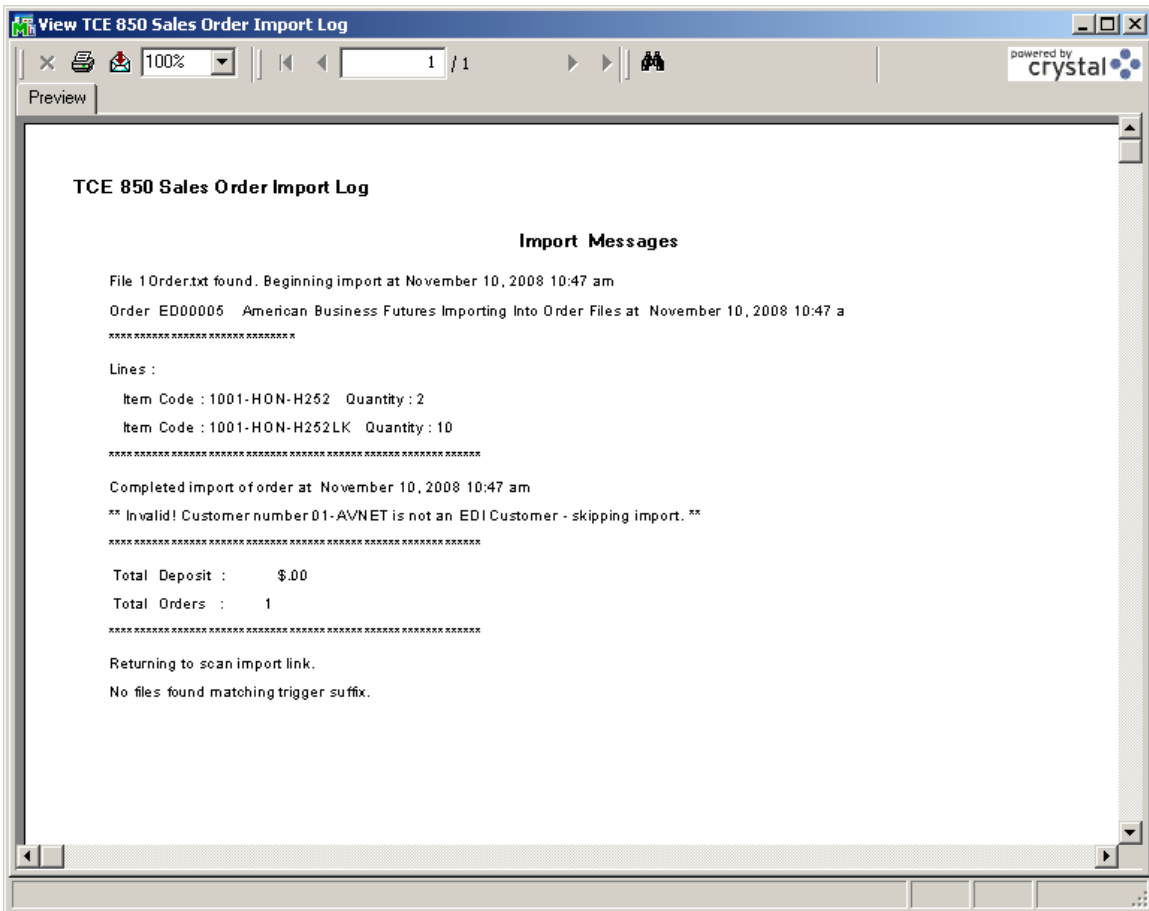 View TCE 850 Sales Order Import Log
100% 1 / 1 powered by crystal
Preview
TCE 850 Sales Order Import Log
Import Messages
File 1Order.txt found. Beginning import at November 10, 2008 10:47 am
Order ED00005 American Business Futures Importing Into Order Files at November 10, 2008 10:47 a
******************************
Lines :
Item Code : 1001-HON-H252 Quantity : 2
Item Code : 1001-HON-H252LK Quantity : 10
************************************************************
Completed import of order at November 10, 2008 10:47 am
** Invalid! Customer number 01-AVNET is not an EDI Customer - skipping import. **
************************************************************
Total Deposit : $.00
Total Orders : 1
************************************************************
Returning to scan import link.
No files found matching trigger suffix.